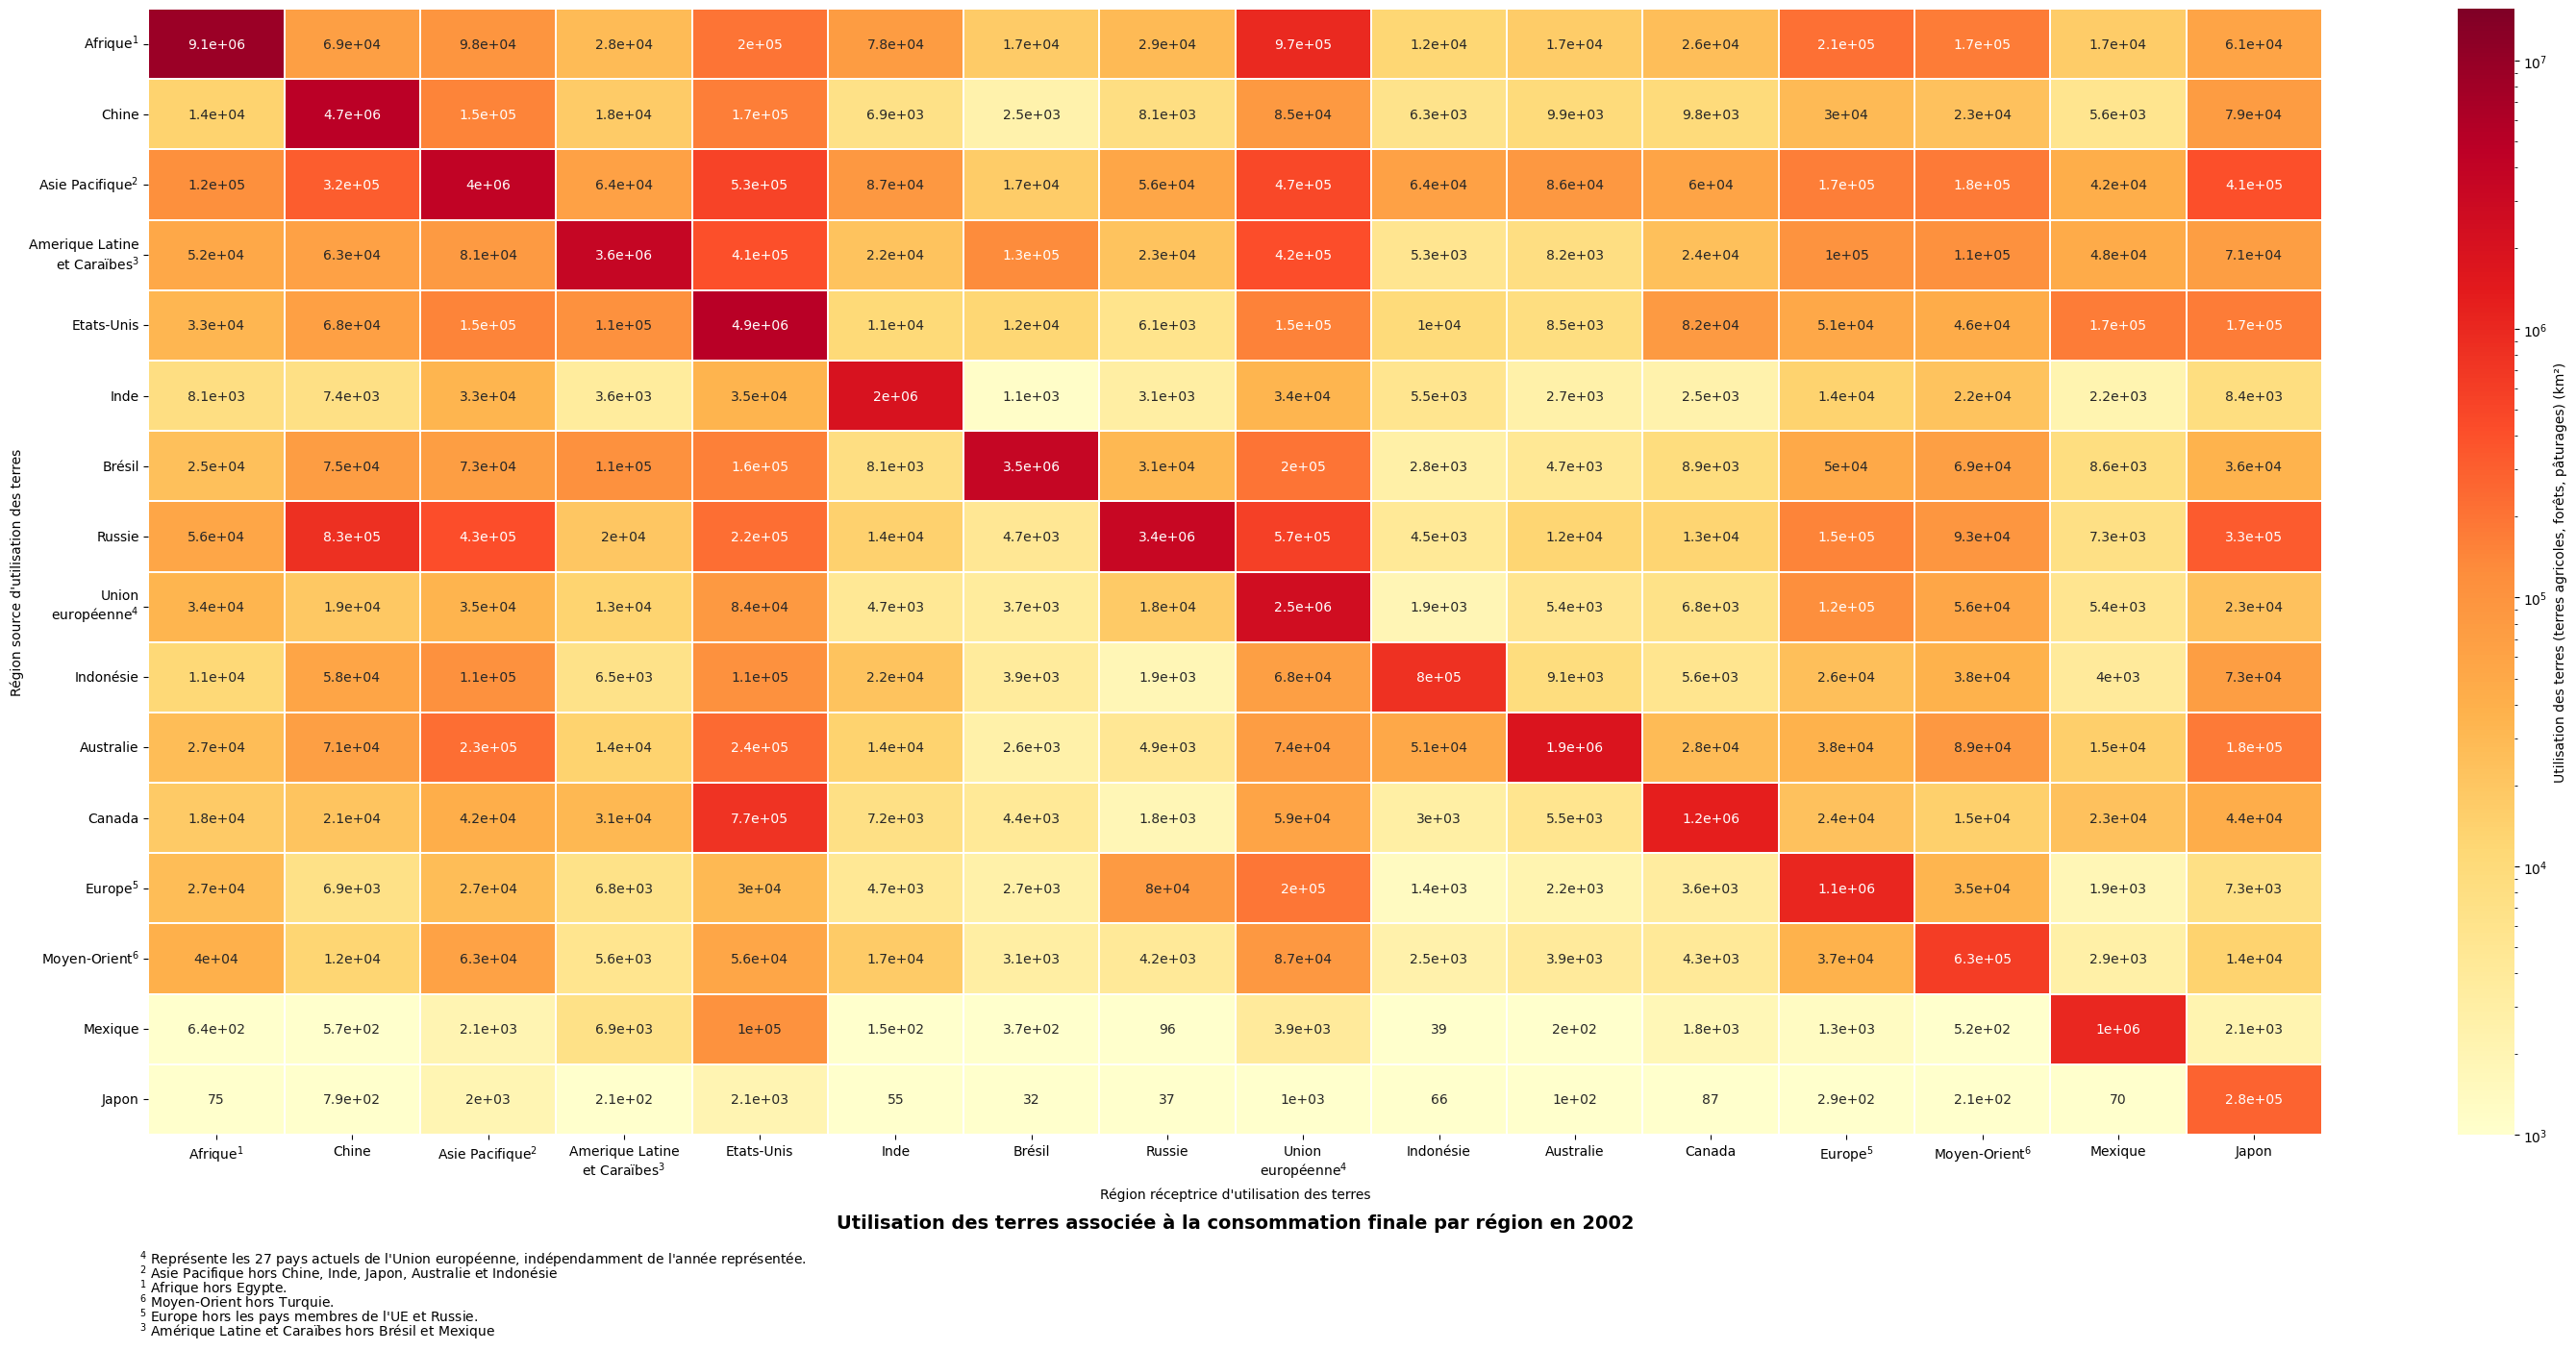 Afrique¹ 9.1e+06 6.9e+04 9.8e+04 2.8e+04 2e+05 7.8e+04 1.7e+04 2.9e+04 9.7e+05 1.2e+04 1.7e+04 2.6e+04 2.1e+05 1.7e+05 1.7e+04 6.1e+04
Chine 1.4e+04 4.7e+06 1.5e+05 1.8e+04 1.7e+05 6.9e+03 2.5e+03 8.1e+03 8.5e+04 6.3e+03 9.9e+03 9.8e+03 3e+04 2.3e+04 5.6e+03 7.9e+04
Asie Pacifique² 1.2e+05 3.2e+05 4e+06 6.4e+04 5.3e+05 8.7e+04 1.7e+04 5.6e+04 4.7e+05 6.4e+04 8.6e+04 6e+04 1.7e+05 1.8e+05 4.2e+04 4.1e+05
Amerique Latine
et Caraïbes³ 5.2e+04 6.3e+04 8.1e+04 3.6e+06 4.1e+05 2.2e+04 1.3e+05 2.3e+04 4.2e+05 5.3e+03 8.2e+03 2.4e+04 1e+05 1.1e+05 4.8e+04 7.1e+04
Etats-Unis 3.3e+04 6.8e+04 1.5e+05 1.1e+05 4.9e+06 1.1e+04 1.2e+04 6.1e+03 1.5e+05 1e+04 8.5e+03 8.2e+04 5.1e+04 4.6e+04 1.7e+05 1.7e+05
Inde 8.1e+03 7.4e+03 3.3e+04 3.6e+03 3.5e+04 2e+06 1.1e+03 3.1e+03 3.4e+04 5.5e+03 2.7e+03 2.5e+03 1.4e+04 2.2e+04 2.2e+03 8.4e+03
Brésil 2.5e+04 7.5e+04 7.3e+04 1.1e+05 1.6e+05 8.1e+03 3.5e+06 3.1e+04 2e+05 2.8e+03 4.7e+03 8.9e+03 5e+04 6.9e+04 8.6e+03 3.6e+04
Russie 5.6e+04 8.3e+05 4.3e+05 2e+04 2.2e+05 1.4e+04 4.7e+03 3.4e+06 5.7e+05 4.5e+03 1.2e+04 1.3e+04 1.5e+05 9.3e+04 7.3e+03 3.3e+05
Union
européenne⁴ 3.4e+04 1.9e+04 3.5e+04 1.3e+04 8.4e+04 4.7e+03 3.7e+03 1.8e+04 2.5e+06 1.9e+03 5.4e+03 6.8e+03 1.2e+05 5.6e+04 5.4e+03 2.3e+04
Indonésie 1.1e+04 5.8e+04 1.1e+05 6.5e+03 1.1e+05 2.2e+04 3.9e+03 1.9e+03 6.8e+04 8e+05 9.1e+03 5.6e+03 2.6e+04 3.8e+04 4e+03 7.3e+04
Australie 2.7e+04 7.1e+04 2.3e+05 1.4e+04 2.4e+05 1.4e+04 2.6e+03 4.9e+03 7.4e+04 5.1e+04 1.9e+06 2.8e+04 3.8e+04 8.9e+04 1.5e+04 1.8e+05
Canada 1.8e+04 2.1e+04 4.2e+04 3.1e+04 7.7e+05 7.2e+03 4.4e+03 1.8e+03 5.9e+04 3e+03 5.5e+03 1.2e+06 2.4e+04 1.5e+04 2.3e+04 4.4e+04
Europe⁵ 2.7e+04 6.9e+03 2.7e+04 6.8e+03 3e+04 4.7e+03 2.7e+03 8e+04 2e+05 1.4e+03 2.2e+03 3.6e+03 1.1e+06 3.5e+04 1.9e+03 7.3e+03
Moyen-Orient⁶ 4e+04 1.2e+04 6.3e+04 5.6e+03 5.6e+04 1.7e+04 3.1e+03 4.2e+03 8.7e+04 2.5e+03 3.9e+03 4.3e+03 3.7e+04 6.3e+05 2.9e+03 1.4e+04
Mexique 6.4e+02 5.7e+02 2.1e+03 6.9e+03 1e+05 1.5e+02 3.7e+02 96 3.9e+03 39 2e+02 1.8e+03 1.3e+03 5.2e+02 1e+06 2.1e+03
Japon 75 7.9e+02 2e+03 2.1e+02 2.1e+03 55 32 37 1e+03 66 1e+02 87 2.9e+02 2.1e+02 70 2.8e+05
Région source d'utilisation des terres
Afrique¹ Chine Asie Pacifique² Amerique Latine Etats-Unis Inde Brésil Russie Union Indonésie Australie Canada Europe⁵ Moyen-Orient⁶ Mexique Japon
et Caraïbes³ européenne⁴
Région réceptrice d'utilisation des terres
10⁷
10⁶
10⁵
10⁴
10³
Utilisation des terres (terres agricoles, forêts, pâturages) (km²)
Utilisation des terres associée à la consommation finale par région en 2002
⁴ Représente les 27 pays actuels de l'Union européenne, indépendamment de l'année représentée.
² Asie Pacifique hors Chine, Inde, Japon, Australie et Indonésie
¹ Afrique hors Egypte.
⁶ Moyen-Orient hors Turquie.
⁵ Europe hors les pays membres de l'UE et Russie.
³ Amérique Latine et Caraïbes hors Brésil et Mexique